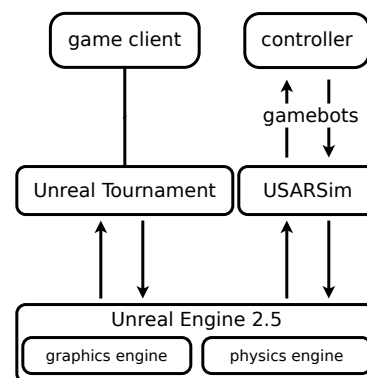 game client
controller
gamebots
Unreal Tournament
USARSim
Unreal Engine 2.5
graphics engine
physics engine